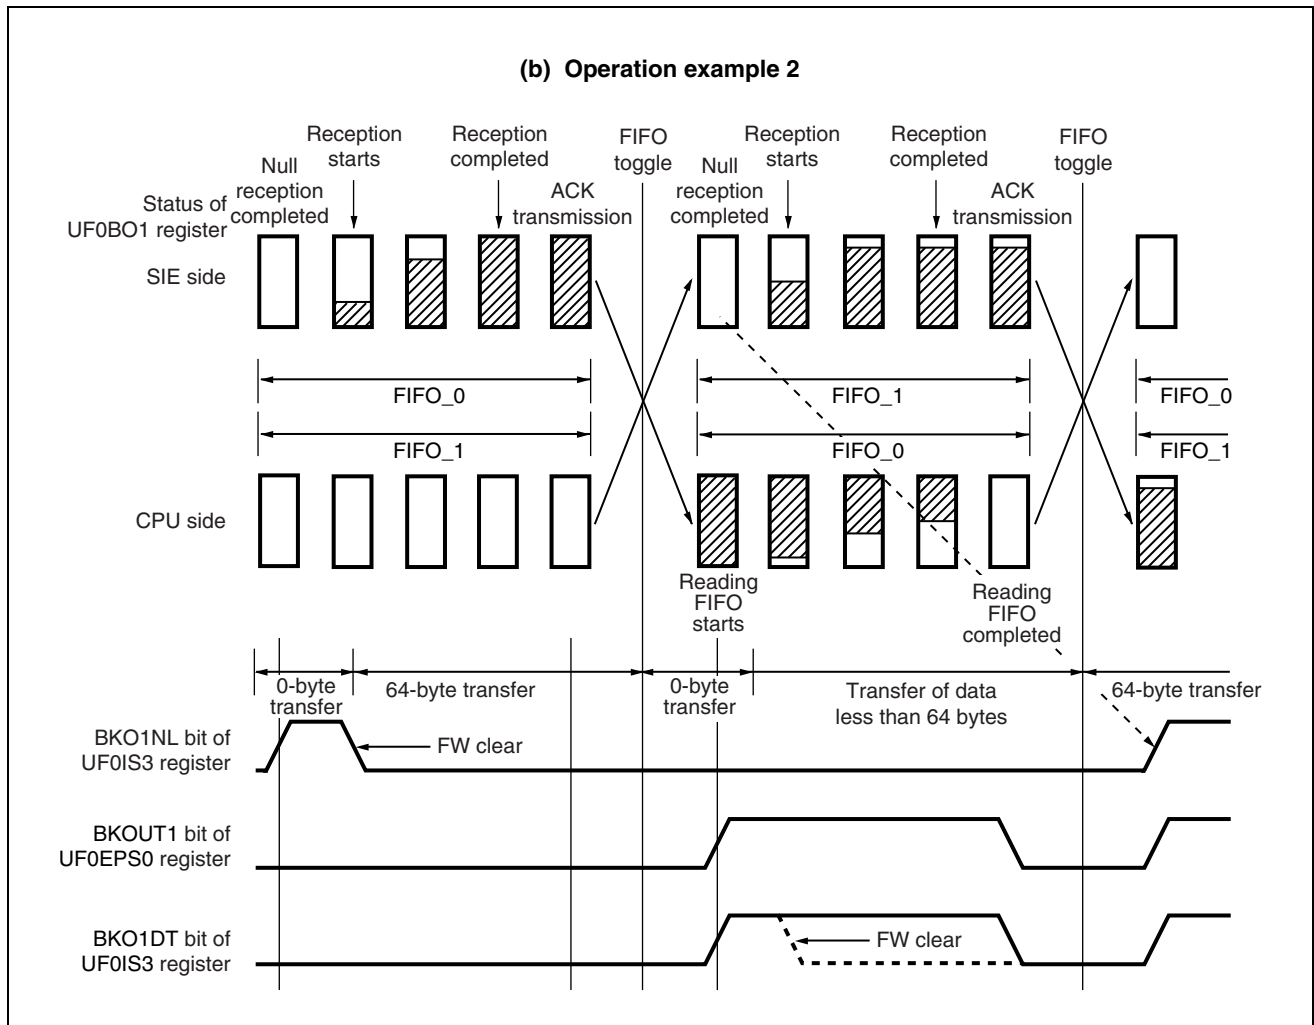 (b) Operation example 2
Reception
starts
Reception
completed
FIFO
toggle
Reception
starts
Reception
completed
FIFO
toggle
Null
reception
completed
ACK
transmission
Null
reception
completed
ACK
transmission
Status of
UF0BO1 register
SIE side
FIFO_0
FIFO_1
FIFO_0
FIFO_1
FIFO_0
FIFO_1
CPU side
Reading
FIFO
starts
Reading
FIFO
completed
0-byte
transfer
64-byte transfer
0-byte
transfer
Transfer of data
less than 64 bytes
64-byte transfer
BKO1NL bit of
UF0IS3 register
FW clear
BKOUT1 bit of
UF0EPS0 register
BKO1DT bit of
UF0IS3 register
FW clear